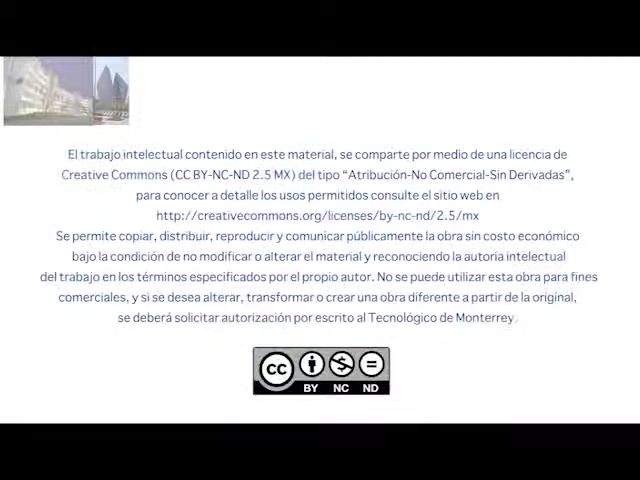 El trabajo intelectual contenido en este material, se comparte por medio de una licencia de
Creative Commons (CC BY-NC-ND 2.5 MX) del tipo “Atribución-No Comercial-Sin Derivadas”,
para conocer a detalle los usos permitidos consulte el sitio web en
http://creativecommons.org/licenses/by-nc-nd/2.5/mx
Se permite copiar, distribuir, reproducir y comunicar públicamente la obra sin costo económico
bajo la condición de no modificar o alterar el material y reconociendo la autoría intelectual
del trabajo en los términos especificados por el propio autor. No se puede utilizar esta obra para fines
comerciales, y si se desea alterar, transformar o crear una obra diferente a partir de la original,
se deberá solicitar autorización por escrito al Tecnológico de Monterrey.
cc
BY NC ND